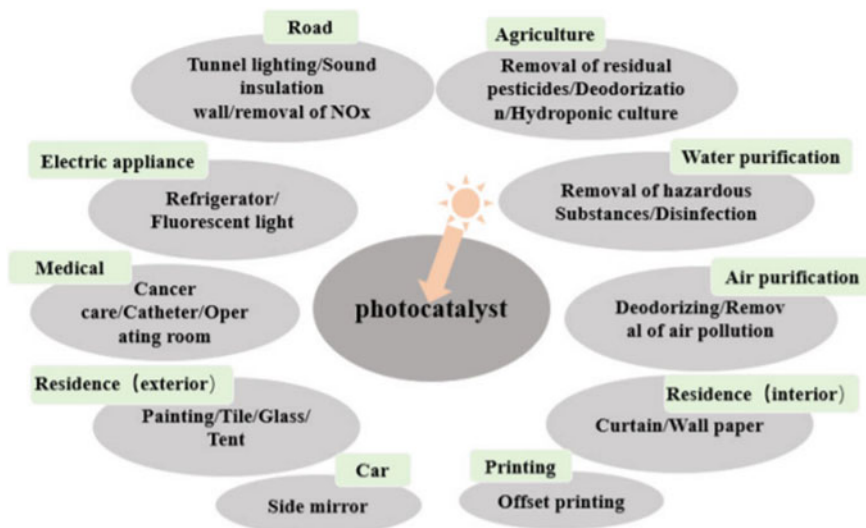 Road
Tunnel lighting/Sound
insulation
wall/removal of NOx
Agriculture
Removal of residual
pesticides/Deodorizatio
n/Hydroponic culture
Electric appliance
Refrigerator/
Fluorescent light
Water purification
Removal of hazardous
Substances/Disinfection
Medical
Cancer
care/Catheter/Oper
ating room
photocatalyst
Air purification
Deodorizing/Remov
al of air pollution
Residence（exterior）
Painting/Tile/Glass/
Tent
Residence（interior）
Curtain/Wall paper
Car
Side mirror
Printing
Offset printing